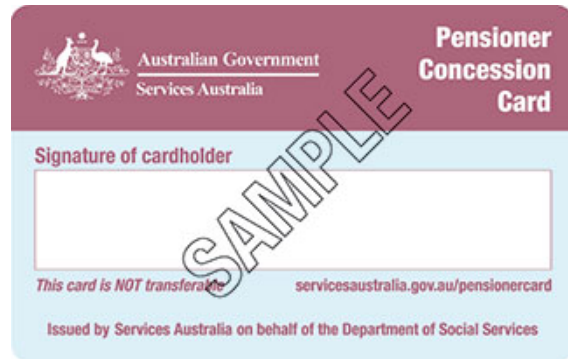 Australian Government
Services Australia
Pensioner
Concession
Card
Signature of cardholder
SAMPLE
This card is NOT transferable
servicesaustralia.gov.au/pensionercard
Issued by Services Australia on behalf of the Department of Social Services